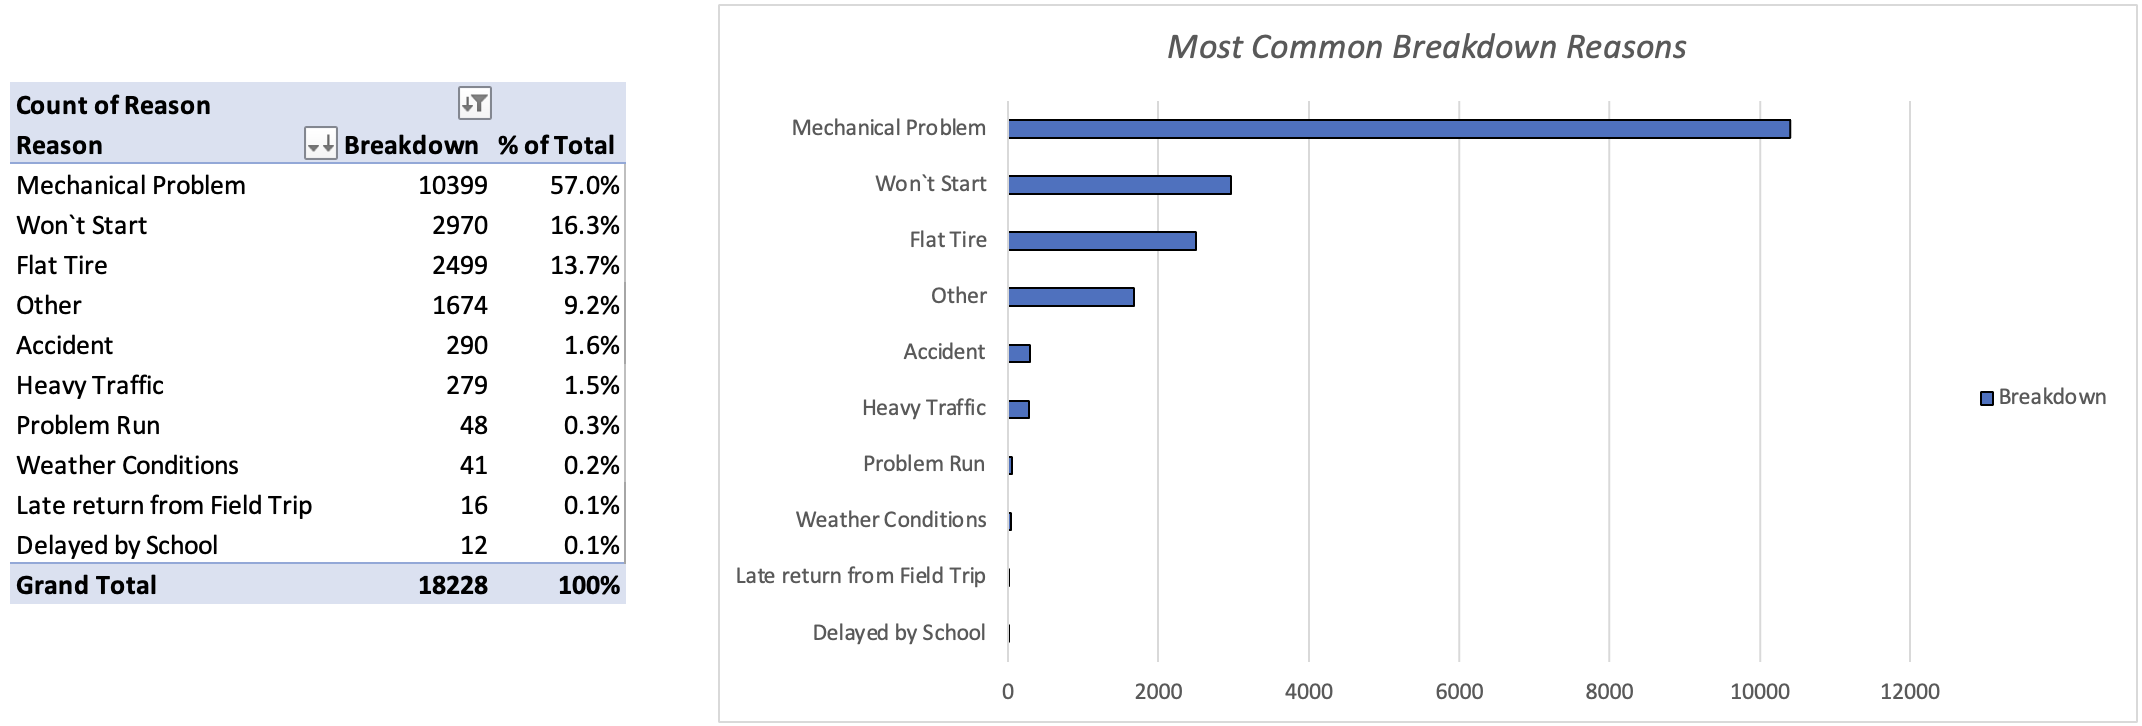 Count of Reason
Reason Breakdown % of Total
Mechanical Problem 10399 57.0%
Won`t Start 2970 16.3%
Flat Tire 2499 13.7%
Other 1674 9.2%
Accident 290 1.6%
Heavy Traffic 279 1.5%
Problem Run 48 0.3%
Weather Conditions 41 0.2%
Late return from Field Trip 16 0.1%
Delayed by School 12 0.1%
Grand Total 18228 100%
Most Common Breakdown Reasons
Mechanical Problem
Won`t Start
Flat Tire
Other
Accident
Heavy Traffic
Problem Run
Weather Conditions
Late return from Field Trip
Delayed by School
0 2000 4000 6000 8000 10000 12000
Breakdown